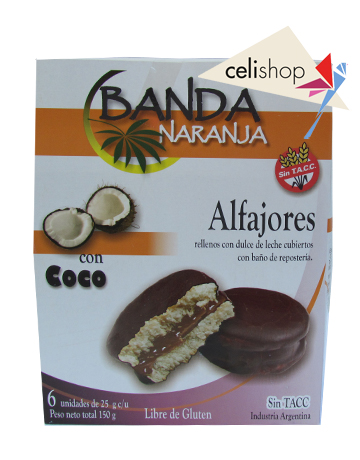 celishop
BANDA
NARANJA
Sin T.A.C.C.
Alfajores
rellenos con dulce de leche cubiertos
con baño de repostería.
con
Coco
6 unidades de 25 g c/u
Peso neto total 150 g
Libre de Gluten
Sin TACC
Industria Argentina